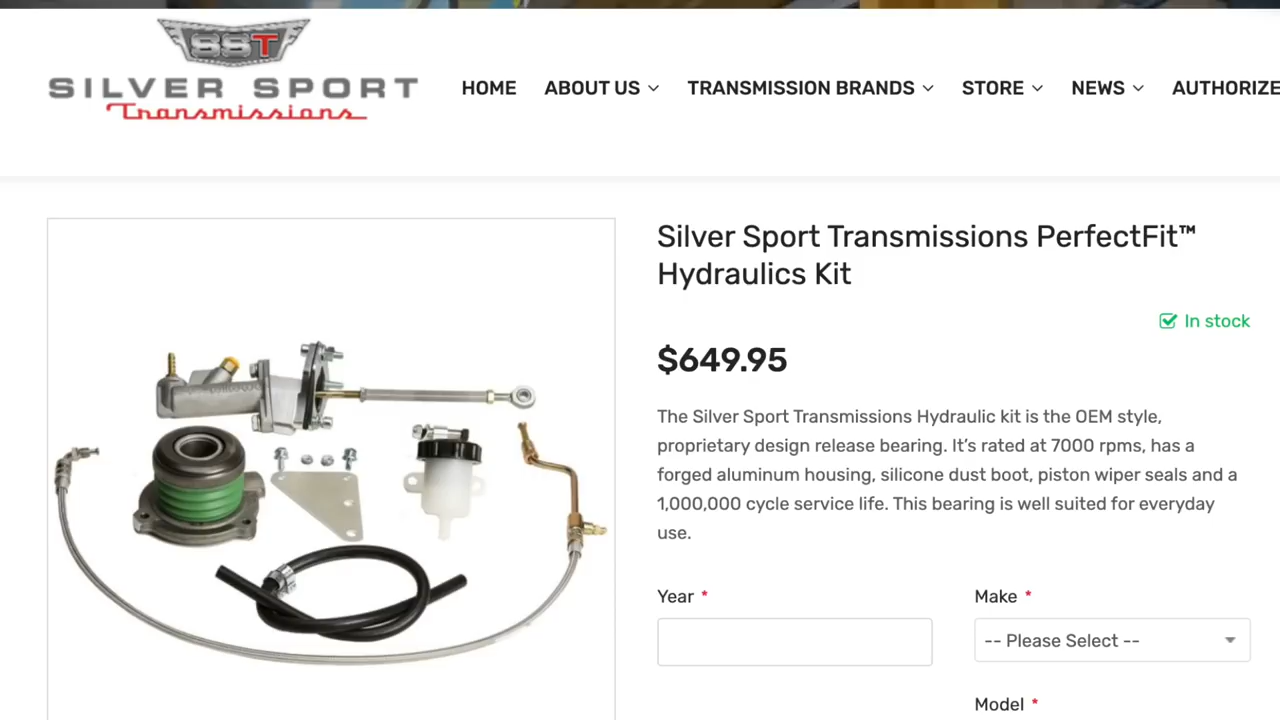 SST
SILVER SPORT
Transmissions
HOME ABOUT US TRANSMISSION BRANDS STORE NEWS AUTHORIZE
Silver Sport Transmissions PerfectFit™
Hydraulics Kit
In stock
$649.95
The Silver Sport Transmissions Hydraulic kit is the OEM style,
proprietary design release bearing. It’s rated at 7000 rpms, has a
forged aluminum housing, silicone dust boot, piston wiper seals and a
1,000,000 cycle service life. This bearing is well suited for everyday
use.
Year * Make *
-- Please Select --
Model *